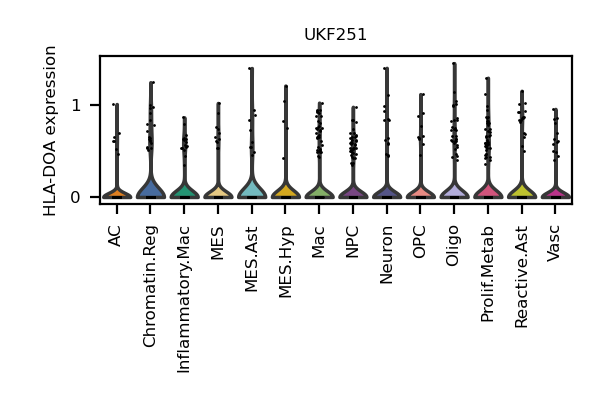 UKF251
HLA-DOA expression
1
0
AC
Chromatin.Reg
Inflammatory.Mac
MES
MES.Ast
MES.Hyp
Mac
NPC
Neuron
OPC
Oligo
Prolif.Metab
Reactive.Ast
Vasc